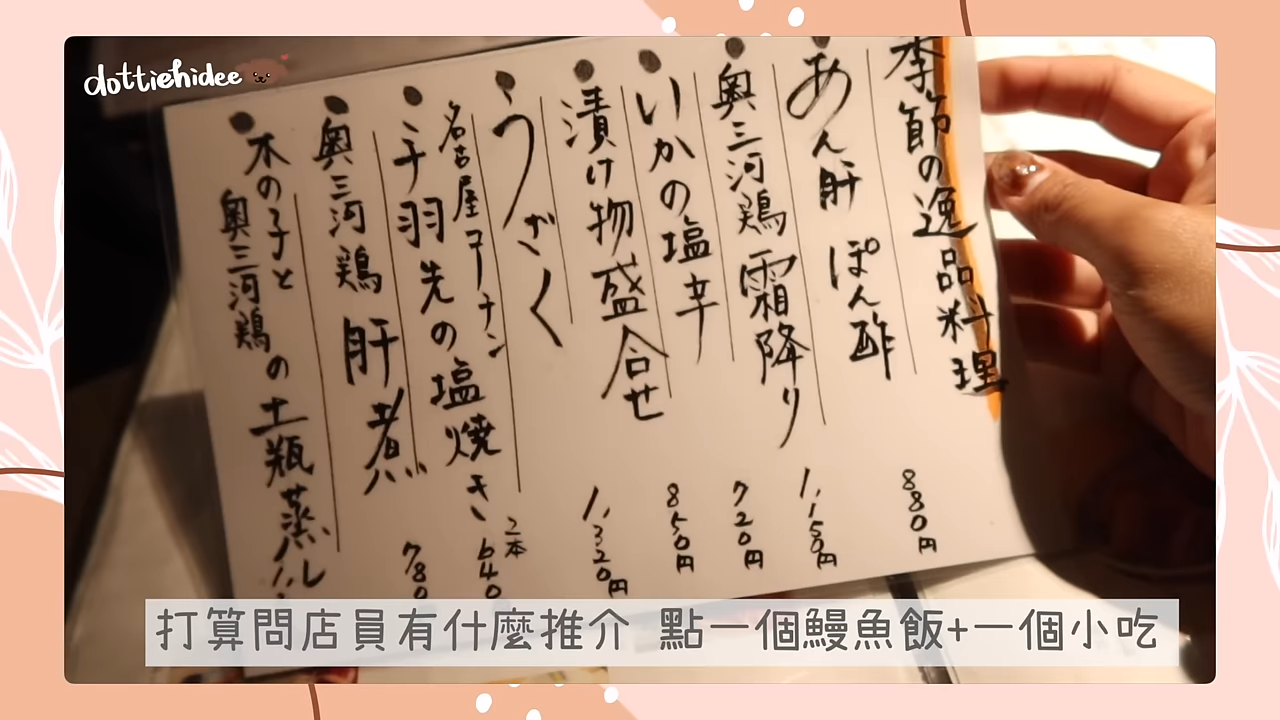 dottiehidee
季節の逸品料理
あん肝 ぽん酢 880円
奥三河鶏 霜降り 1,150円
いかの塩辛 720円
漬け物盛合せ 850円
うざく 1,320円
名古屋コーチン
手羽先の塩焼き 2本 640
奥三河鶏 肝煮 780
木の子と
奥三河鶏 の土瓶蒸し
打算問店員有什麼推介 點一個鰻魚飯+一個小吃